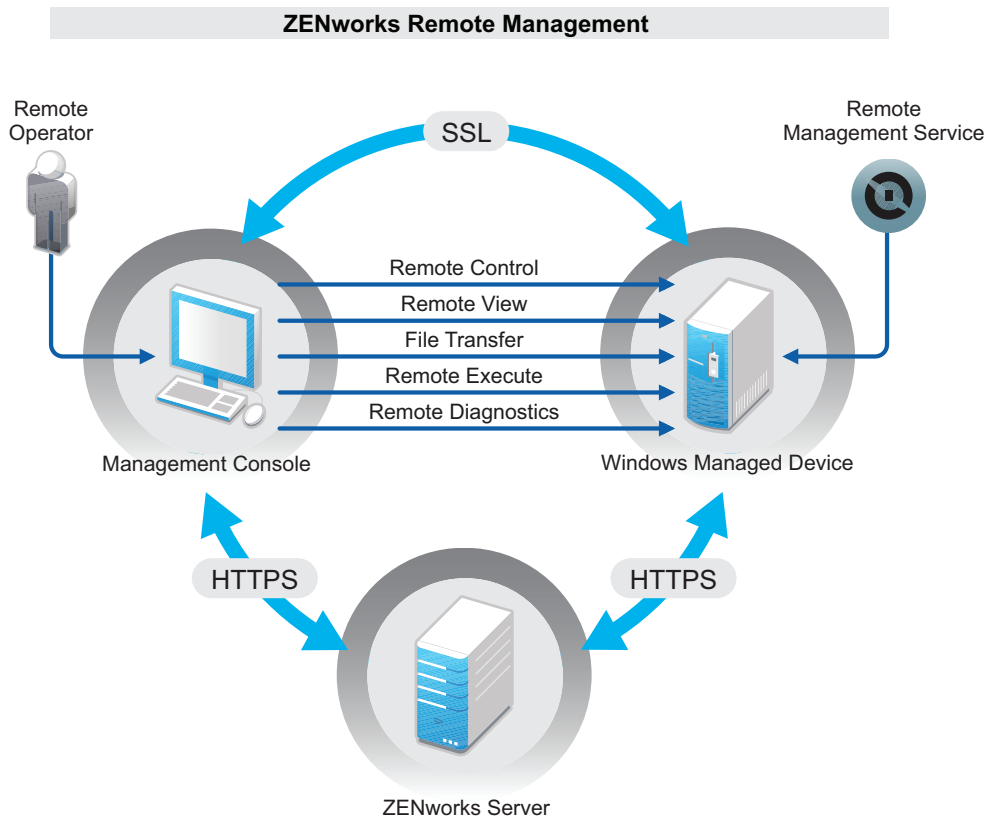 ZENworks Remote Management
Remote
Operator
SSL
Remote
Management Service
Remote Control
Remote View
File Transfer
Remote Execute
Remote Diagnostics
Management Console
Windows Managed Device
HTTPS
HTTPS
ZENworks Server